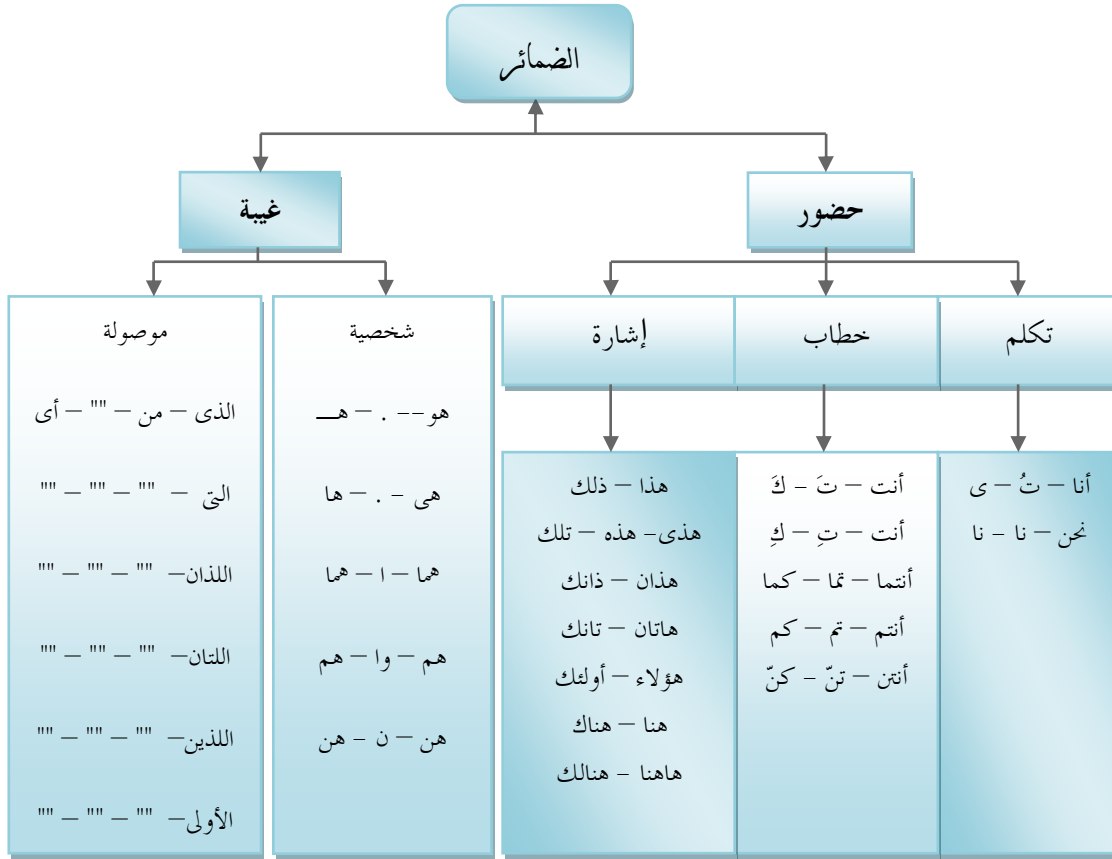 الضمائر
حضور
غيبة
تكلم
خطاب
إشارة
أنا – تُ – ى
نحن – نا – نا
أنت – تَ – كَ
أنت – تِ – كِ
أنتما – تما – كما
أنتم – تم – كم
أنتن – تنّ – كنّ
هذا – ذلك
هذى- هذه – تلك
هذان – ذانك
هاتان – تانك
هؤلاء – أولئك
هنا – هناك
هاهنا – هنالك
شخصية
هو-- . – هــ
هى - . – ها
هما – ا – هما
هم – وا – هم
هن – ن – هن
موصولة
الذى – من – "" – أى
التى – "" – "" – ""
اللذان– "" – "" – ""
اللتان– "" – "" – ""
اللذين– "" – "" – ""
الأولى– "" – "" – ""